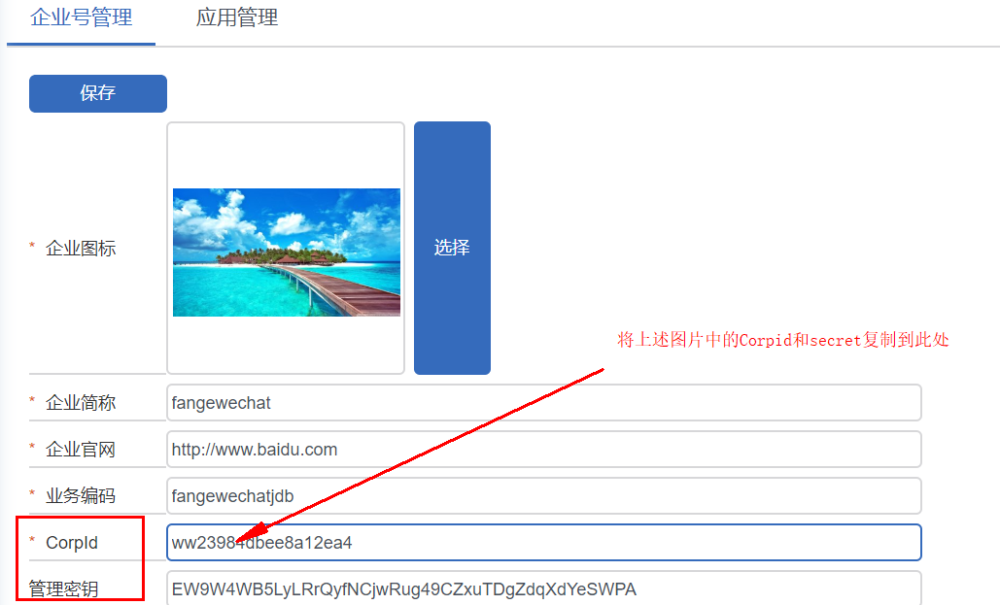 企业号管理 应用管理
保存
* 企业图标
选择
将上述图片中的Corpid和secret复制到此处
* 企业简称 fangewechat
* 企业官网 http://www.baidu.com
* 业务编码 fangewechatjdb
* CorpId ww23984dbee8a12ea4
管理密钥 EW9W4WB5LyLRrQyfNCjwRug49CZxuTDgZdqXdYeSWPA